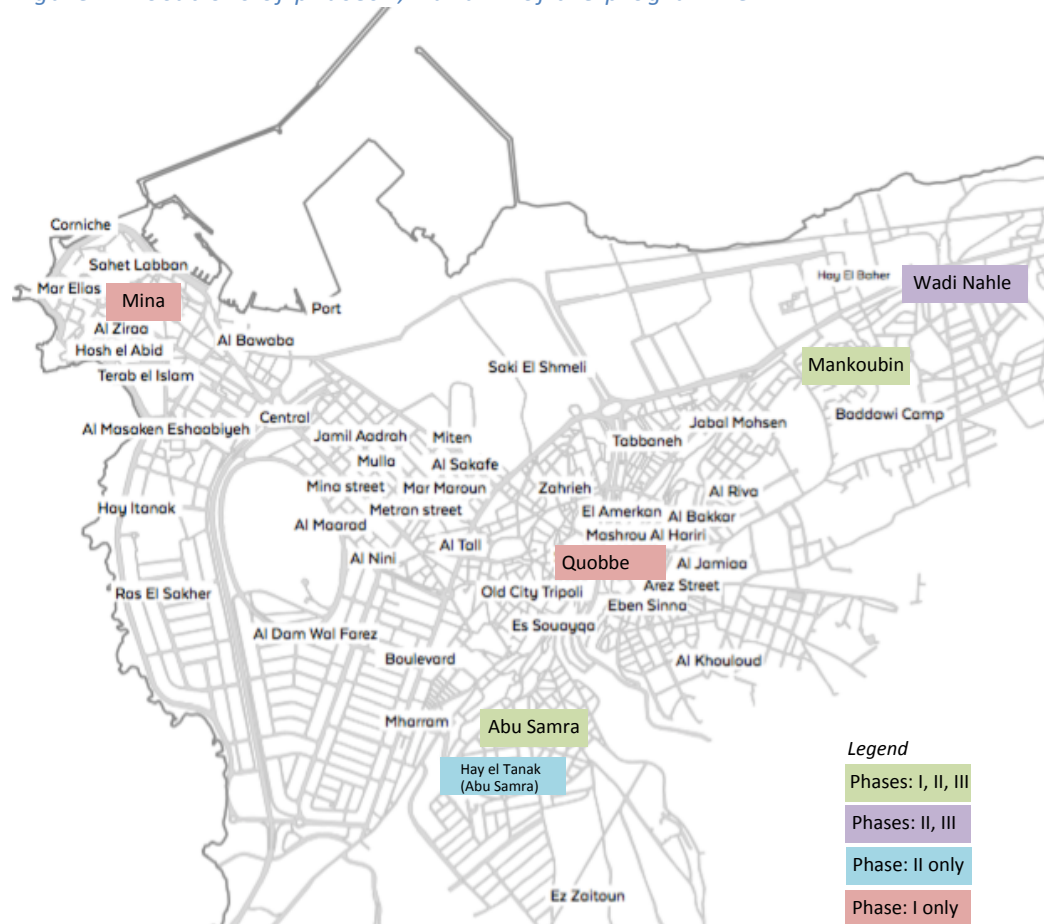 Corniche
Sahet Labban
Hay El Baher
Wadi Nahle
Mar Elias
Mina
Port
Al Ziraa
Al Bawaba
Hosh el Abid
Saki El Shmeli
Mankoubin
Terab el Islam
Central
Baddawi Camp
Al Masaken Eshaabiyeh
Jamil Aadrah
Miten
Jabal Mohsen
Tabbaneh
Mulla
Al Sakafe
Mina street
Mar Maroun
Zahrieh
Al Riva
Hay Itanak
Metran street
El Amerkan
Al Bakkar
Al Maarad
Mashrou Al Hariri
Al Tall
Al Nini
Quobbe
Al Jamiaa
Ras El Sakher
Old City Tripoli
Arez Street
Eben Sinna
Es Souayqa
Al Dam Wal Farez
Boulevard
Al Khouloud
Mharram
Abu Samra
Hay el Tanak
(Abu Samra)
Ez Zaitoun
Legend
Phases: I, II, III
Phases: II, III
Phase: II only
Phase: I only